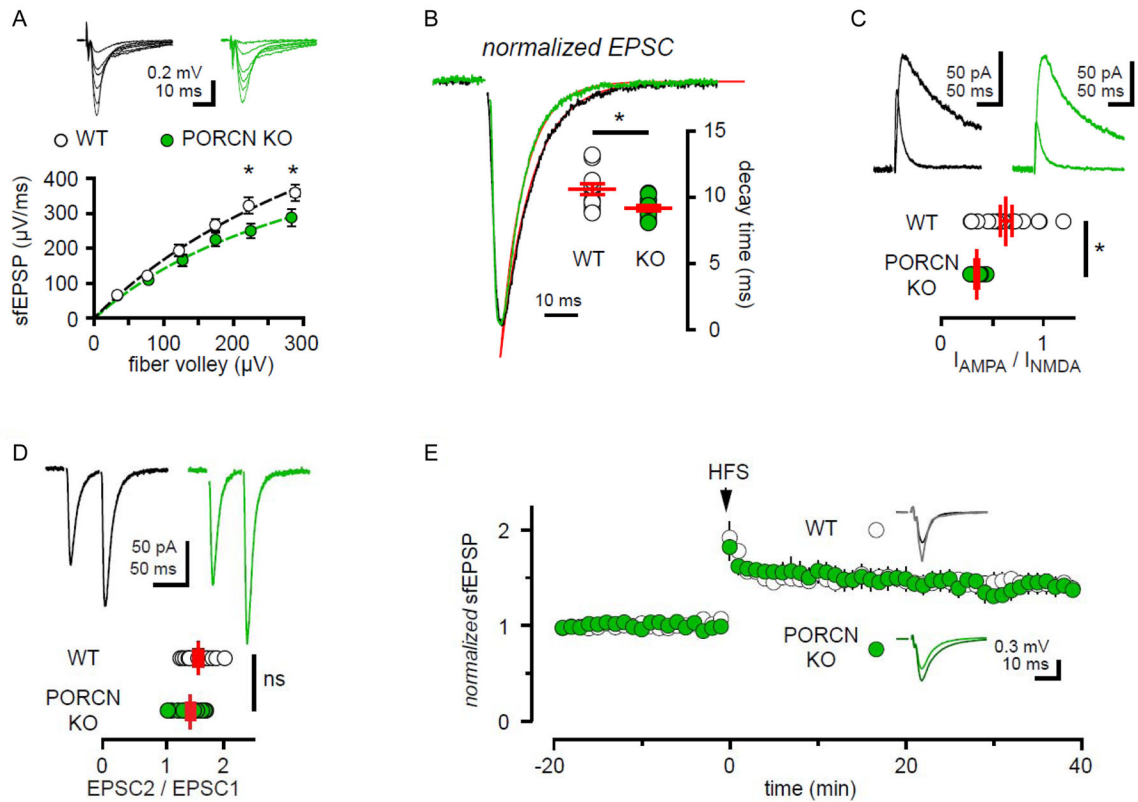 A
0.2 mV
10 ms
WT
PORCN KO
* *
400
300
200
100
0
sfEPSP (µV/ms)
0 100 200 300
fiber volley (µV)
B
normalized EPSC
*
15
10
5
0
decay time (ms)
WT KO
10 ms
C
50 pA
50 ms
50 pA
50 ms
WT
PORCN
KO
*
0 1
IAMPA / INMDA
D
50 pA
50 ms
WT
PORCN
KO
ns
0 1 2
EPSC2 / EPSC1
E
HFS
WT
PORCN
KO
0.3 mV
10 ms
2
1
0
normalized sfEPSP
-20 0 20 40
time (min)